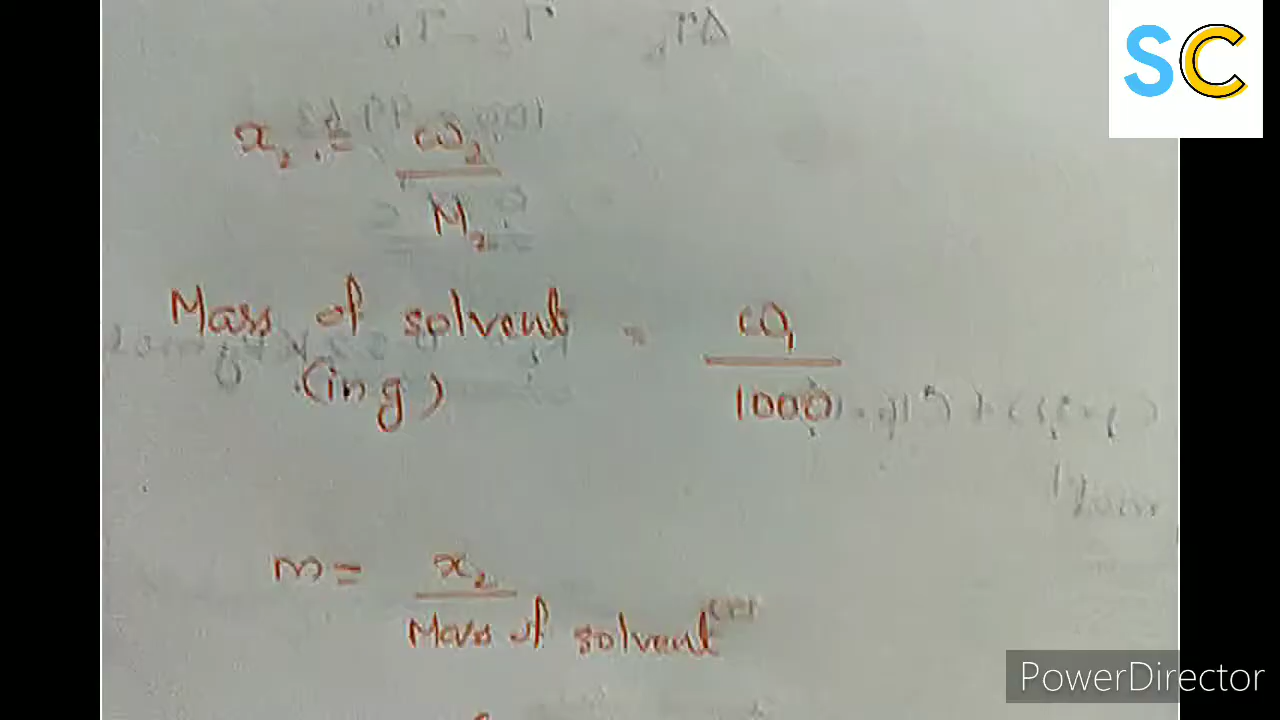 SC
x₂ = ω₂
M₂
Mass of solvent = ω₁
(in g) 1000
m = x₂
Mass of solvent
PowerDirector